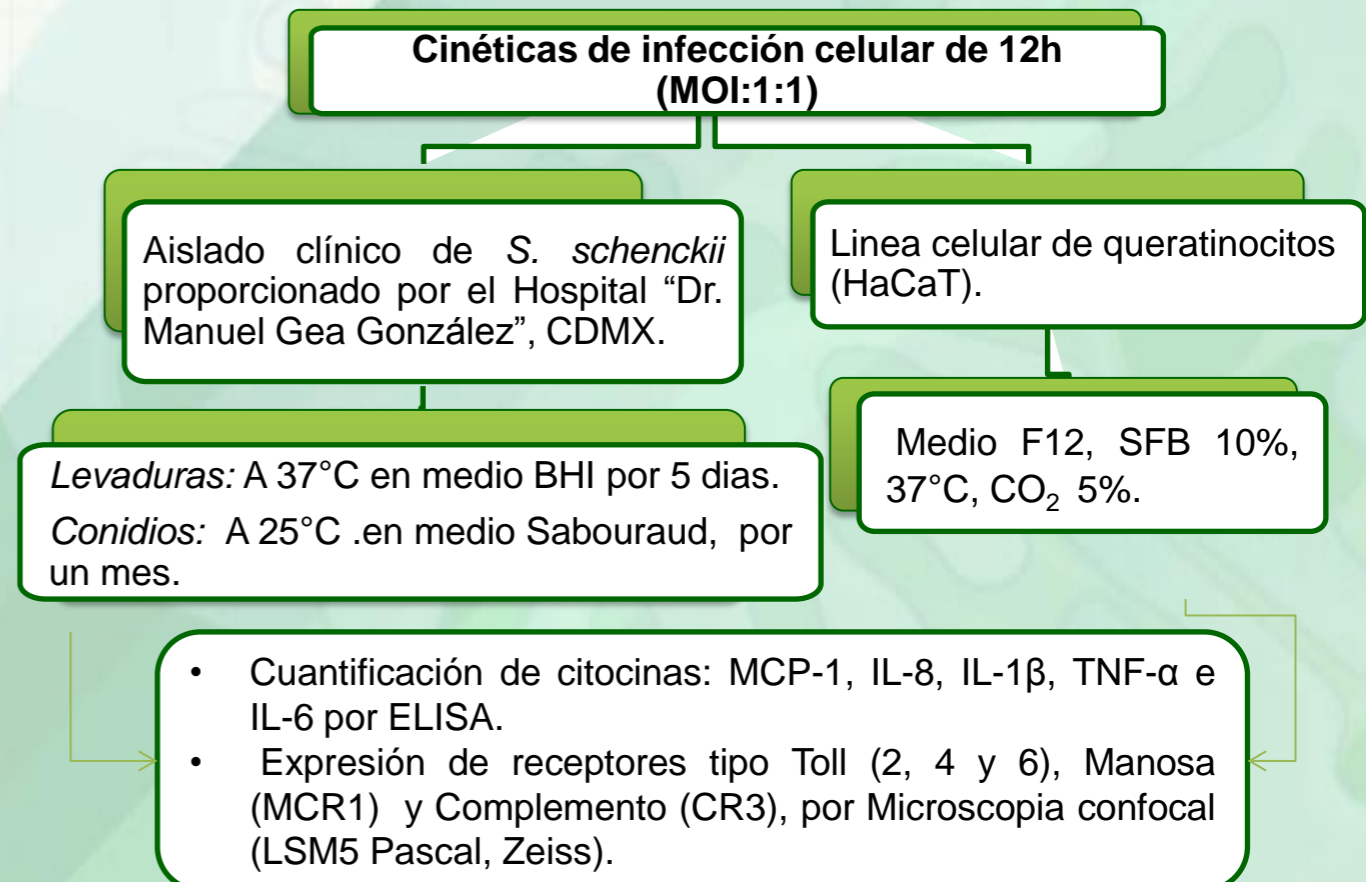 Cinéticas de infección celular de 12h
(MOI:1:1)
Aislado clínico de S. schenckii
proporcionado por el Hospital “Dr.
Manuel Gea González”, CDMX.
Linea celular de queratinocitos
(HaCaT).
Levaduras: A 37°C en medio BHI por 5 dias.
Conidios: A 25°C .en medio Sabouraud, por
un mes.
Medio F12, SFB 10%,
37°C, CO₂ 5%.
• Cuantificación de citocinas: MCP-1, IL-8, IL-1β, TNF-α e
IL-6 por ELISA.
• Expresión de receptores tipo Toll (2, 4 y 6), Manosa
(MCR1) y Complemento (CR3), por Microscopia confocal
(LSM5 Pascal, Zeiss).